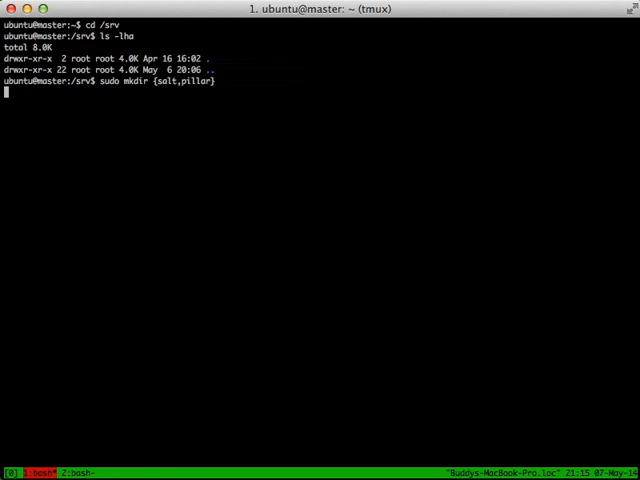 1. ubuntu@master: ~ (tmux)
ubuntu@master:~$ cd /srv
ubuntu@master:/srv$ ls -lha
total 8.0K
drwxr-xr-x  2 root root 4.0K Apr 16 16:02 .
drwxr-xr-x 22 root root 4.0K May  6 20:06 ..
ubuntu@master:/srv$ sudo mkdir {salt,pillar}
[0] 1:bash* 2:bash- "Buddys-MacBook-Pro.loc" 21:15 07-May-14